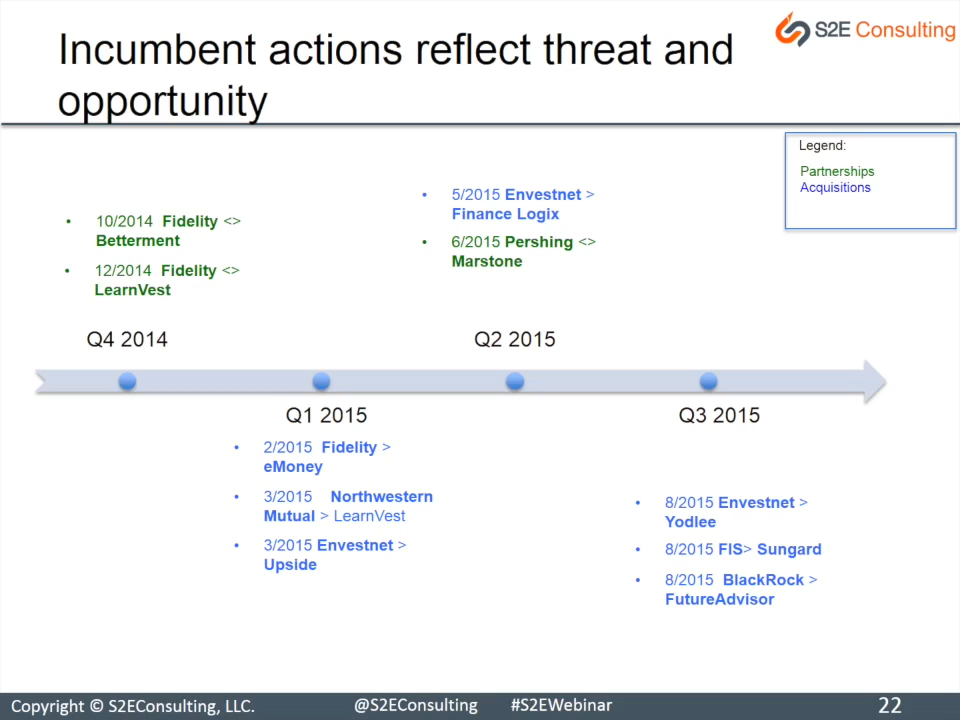 Incumbent actions reflect threat and
opportunity
S2E Consulting
Legend:
Partnerships
Acquisitions
• 10/2014 Fidelity <>
Betterment
• 12/2014 Fidelity <>
LearnVest
• 5/2015 Envestnet >
Finance Logix
• 6/2015 Pershing <>
Marstone
Q4 2014
Q2 2015
Q1 2015
Q3 2015
• 2/2015 Fidelity >
eMoney
• 3/2015 Northwestern
Mutual > LearnVest
• 3/2015 Envestnet >
Upside
• 8/2015 Envestnet >
Yodlee
• 8/2015 FIS> Sungard
• 8/2015 BlackRock >
FutureAdvisor
Copyright © S2EConsulting, LLC.
@S2EConsulting
#S2EWebinar
22